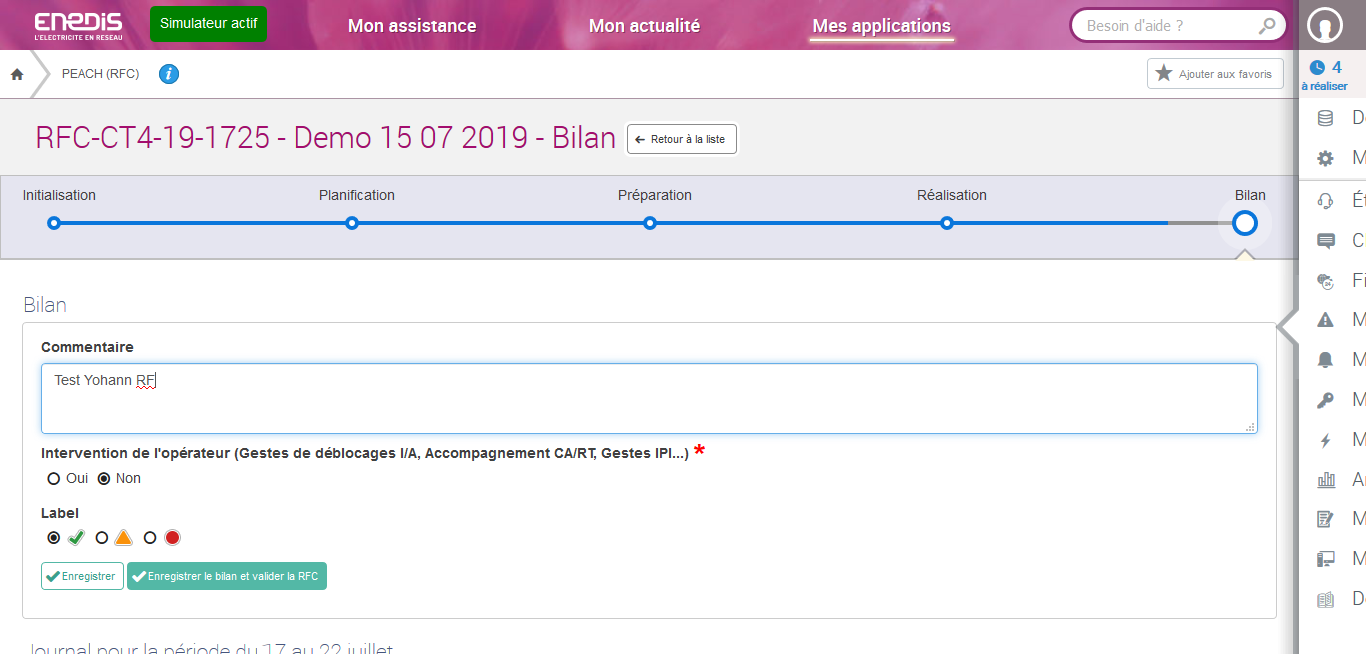 ENEDIS
L'ELECTRICITE EN RESEAU
Simulateur actif
Mon assistance
Mon actualité
Mes applications
Besoin d'aide ?
PEACH (RFC)
i
Ajouter aux favoris
4
à réaliser
RFC-CT4-19-1725 - Demo 15 07 2019 - Bilan
← Retour à la liste
Initialisation
Planification
Préparation
Réalisation
Bilan
Bilan
Commentaire
Test Yohann RF
Intervention de l'opérateur (Gestes de déblocages I/A, Accompagnement CA/RT, Gestes IPI...) *
Oui Non
Label
Enregistrer
Enregistrer le bilan et valider la RFC
Journal pour la période du 17 au 22 juillet